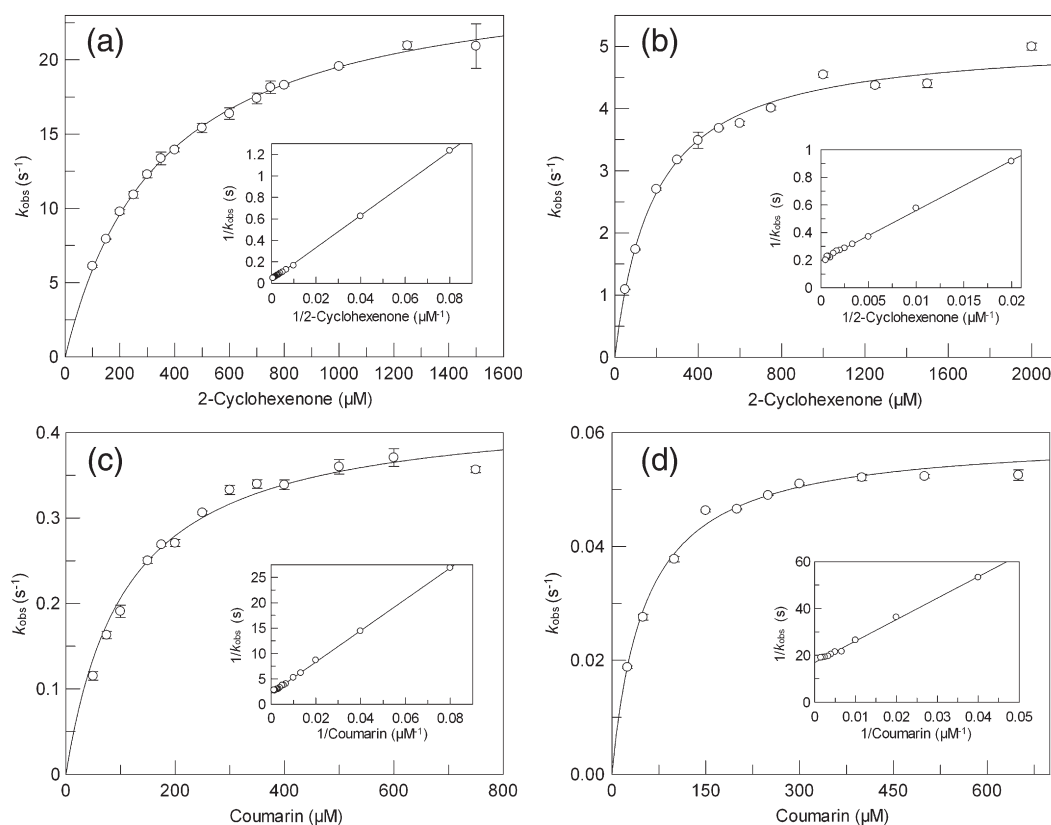 (a)
20
15
10
5
0
k_obs (s⁻¹)
0 200 400 600 800 1000 1200 1400 1600
2-Cyclohexenone (µM)
1.2
1
0.8
0.6
0.4
0.2
0
1/k_obs (s)
0 0.02 0.04 0.06 0.08
1/2-Cyclohexenone (µM⁻¹)
(b)
5
4
3
2
1
0
k_obs (s⁻¹)
0 400 800 1200 1600 2000
2-Cyclohexenone (µM)
1
0.8
0.6
0.4
0.2
0
1/k_obs (s)
0 0.005 0.01 0.015 0.02
1/2-Cyclohexenone (µM⁻¹)
(c)
0.4
0.3
0.2
0.1
0
k_obs (s⁻¹)
0 200 400 600 800
Coumarin (µM)
25
20
15
10
5
0
1/k_obs (s)
0 0.02 0.04 0.06 0.08
1/Coumarin (µM⁻¹)
(d)
0.06
0.04
0.02
0.00
k_obs (s⁻¹)
0 150 300 450 600
Coumarin (µM)
60
40
20
0
1/k_obs (s)
0 0.01 0.02 0.03 0.04 0.05
1/Coumarin (µM⁻¹)